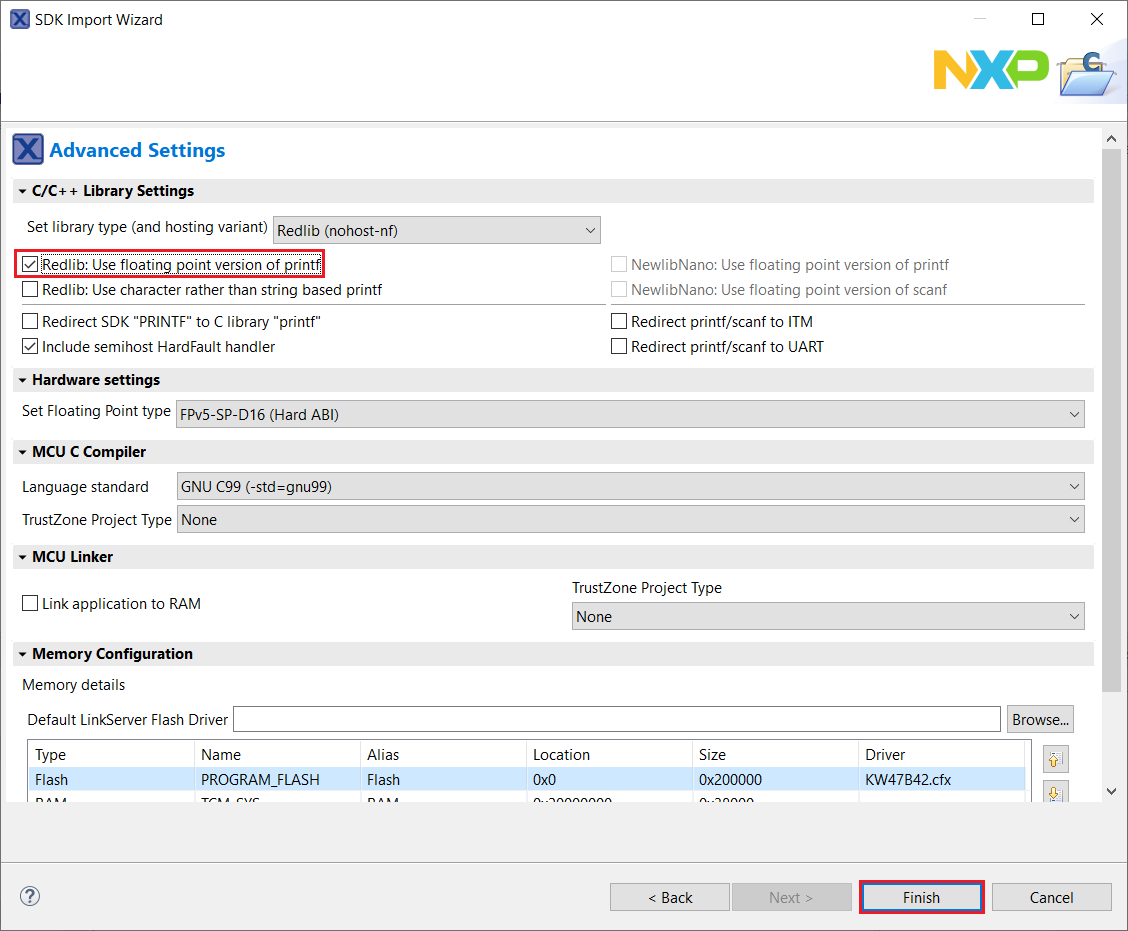 SDK Import Wizard
NXP
Advanced Settings
C/C++ Library Settings
Set library type (and hosting variant) Redlib (nohost-nf)
Redlib: Use floating point version of printf NewlibNano: Use floating point version of printf
Redlib: Use character rather than string based printf NewlibNano: Use floating point version of scanf
Redirect SDK "PRINTF" to C library "printf" Redirect printf/scanf to ITM
Include semihost HardFault handler Redirect printf/scanf to UART
Hardware settings
Set Floating Point type FPv5-SP-D16 (Hard ABI)
MCU C Compiler
Language standard GNU C99 (-std=gnu99)
TrustZone Project Type None
MCU Linker
TrustZone Project Type
Link application to RAM
None
Memory Configuration
Memory details
Default LinkServer Flash Driver Browse...
Type Name Alias Location Size Driver
Flash PROGRAM_FLASH Flash 0x0 0x200000 KW47B42.cfx
RAM TCM_SYS RAM
< Back Next > Finish Cancel